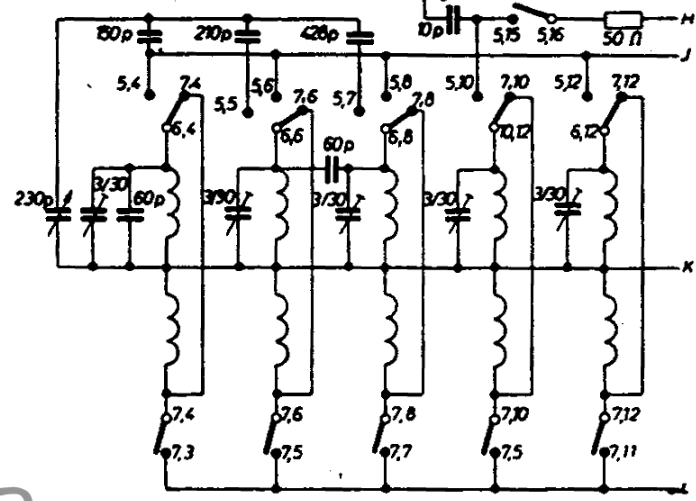 10p 5,15 5,16 50 Ω H
180p 210p 428p
J
5,4 7,4 5,5 5,6 7,6 5,7 5,8 7,8 5,10 7,10 5,12 7,12
6,4 6,6 6,8 10,12 6,12
60p
230p 3/30 60p 3/30 3/30 3/30 3/30
K
7,4 7,6 7,8 7,10 7,12
7,3 7,5 7,7 7,5 7,11